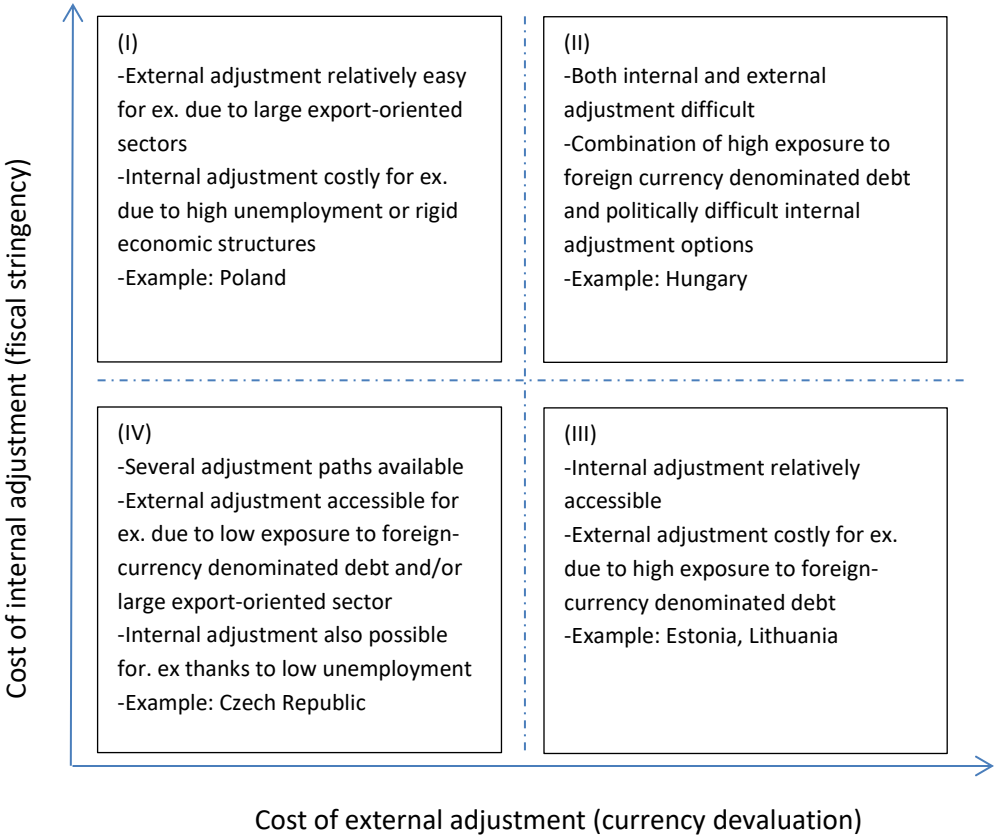 Cost of internal adjustment (fiscal stringency)
(I)
-External adjustment relatively easy
for ex. due to large export-oriented
sectors
-Internal adjustment costly for ex.
due to high unemployment or rigid
economic structures
-Example: Poland
(II)
-Both internal and external
adjustment difficult
-Combination of high exposure to
foreign currency denominated debt
and politically difficult internal
adjustment options
-Example: Hungary
(IV)
-Several adjustment paths available
-External adjustment accessible for
ex. due to low exposure to foreign-
currency denominated debt and/or
large export-oriented sector
-Internal adjustment also possible
for. ex thanks to low unemployment
-Example: Czech Republic
(III)
-Internal adjustment relatively
accessible
-External adjustment costly for ex.
due to high exposure to foreign-
currency denominated debt
-Example: Estonia, Lithuania
Cost of external adjustment (currency devaluation)